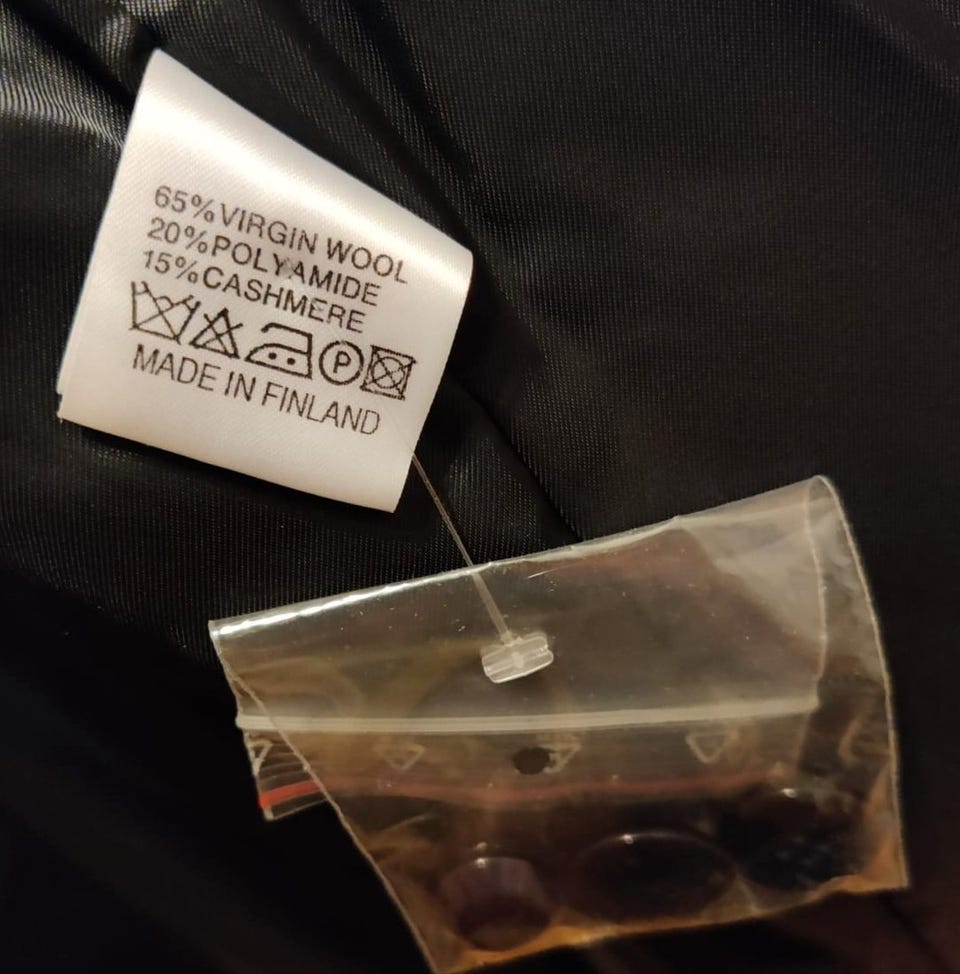 65% VIRGIN WOOL
20% POLYAMIDE
15% CASHMERE
P
MADE IN FINLAND